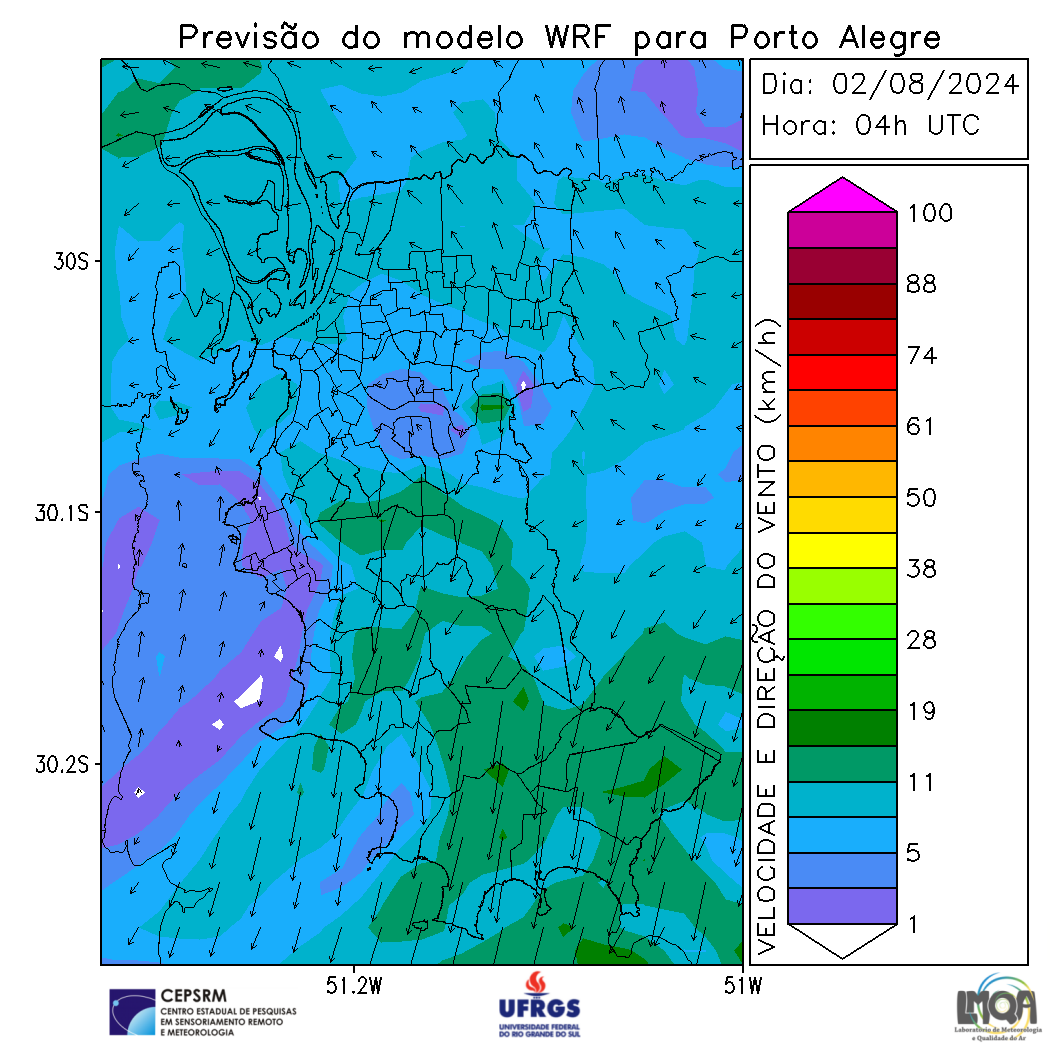 Previsão do modelo WRF para Porto Alegre
Dia: 02/08/2024
Hora: 04h UTC
30S
30.1S
30.2S
51.2W
51W
VELOCIDADE E DIREÇÃO DO VENTO (km/h)
100
88
74
61
50
38
28
19
11
5
1
CEPSRM
CENTRO ESTADUAL DE PESQUISAS
EM SENSORIAMENTO REMOTO
E METEOROLOGIA
UFRGS
UNIVERSIDADE FEDERAL
DO RIO GRANDE DO SUL
LMQA
Laboratório de Meteorologia
e Qualidade do Ar